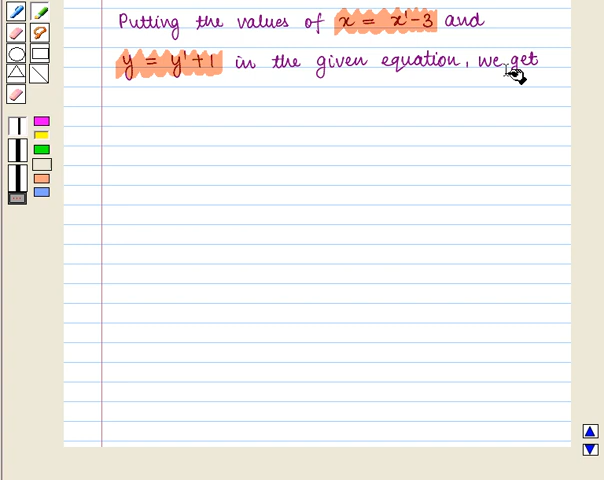 Putting the values of x = x'-3 and
y = y'+1 in the given equation, we get